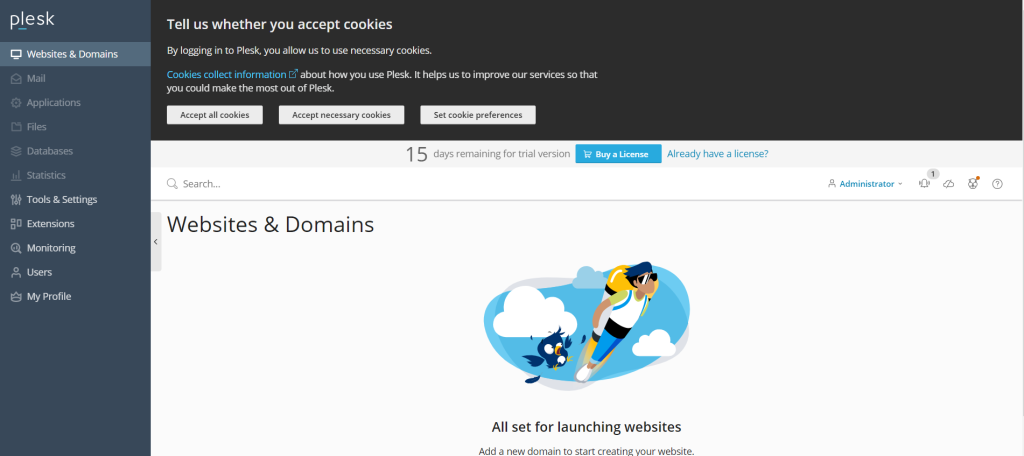 plesk
Websites & Domains
Mail
Applications
Files
Databases
Statistics
Tools & Settings
Extensions
Monitoring
Users
My Profile
Tell us whether you accept cookies
By logging in to Plesk, you allow us to use necessary cookies.
Cookies collect information about how you use Plesk. It helps us to improve our services so that
you could make the most out of Plesk.
Accept all cookies Accept necessary cookies Set cookie preferences
15 days remaining for trial version Buy a License Already have a license?
Search... Administrator 1
Websites & Domains
All set for launching websites
Add a new domain to start creating your website.